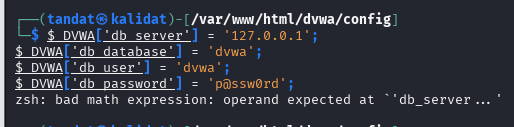 ┌──(tandat㉿kalidat)-[/var/www/html/dvwa/config]
└─$ $_DVWA['db_server'] = '127.0.0.1';
$_DVWA['db_database'] = 'dvwa';
$_DVWA['db_user'] = 'dvwa';
$_DVWA['db_password'] = 'p@ssw0rd';
zsh: bad math expression: operand expected at `'db_server...'